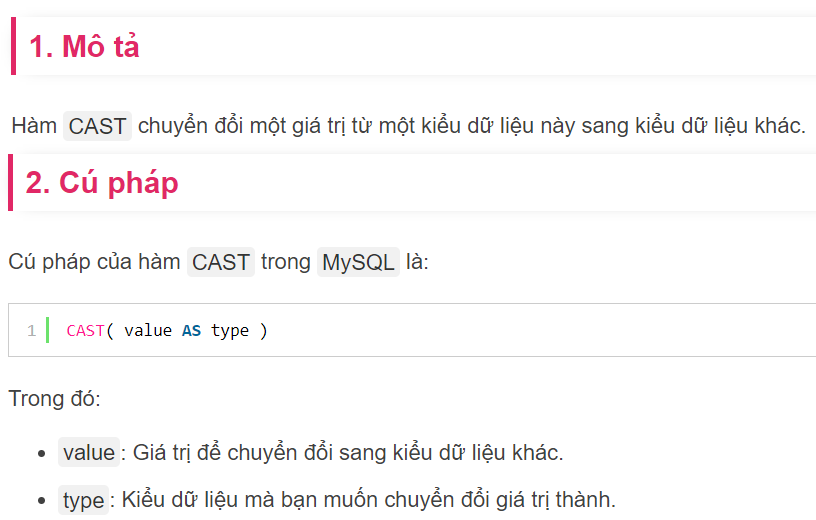 1. Mô tả
Hàm CAST chuyển đổi một giá trị từ một kiểu dữ liệu này sang kiểu dữ liệu khác.
2. Cú pháp
Cú pháp của hàm CAST trong MySQL là:
1 CAST( value AS type )
Trong đó:
• value: Giá trị để chuyển đổi sang kiểu dữ liệu khác.
• type: Kiểu dữ liệu mà bạn muốn chuyển đổi giá trị thành.